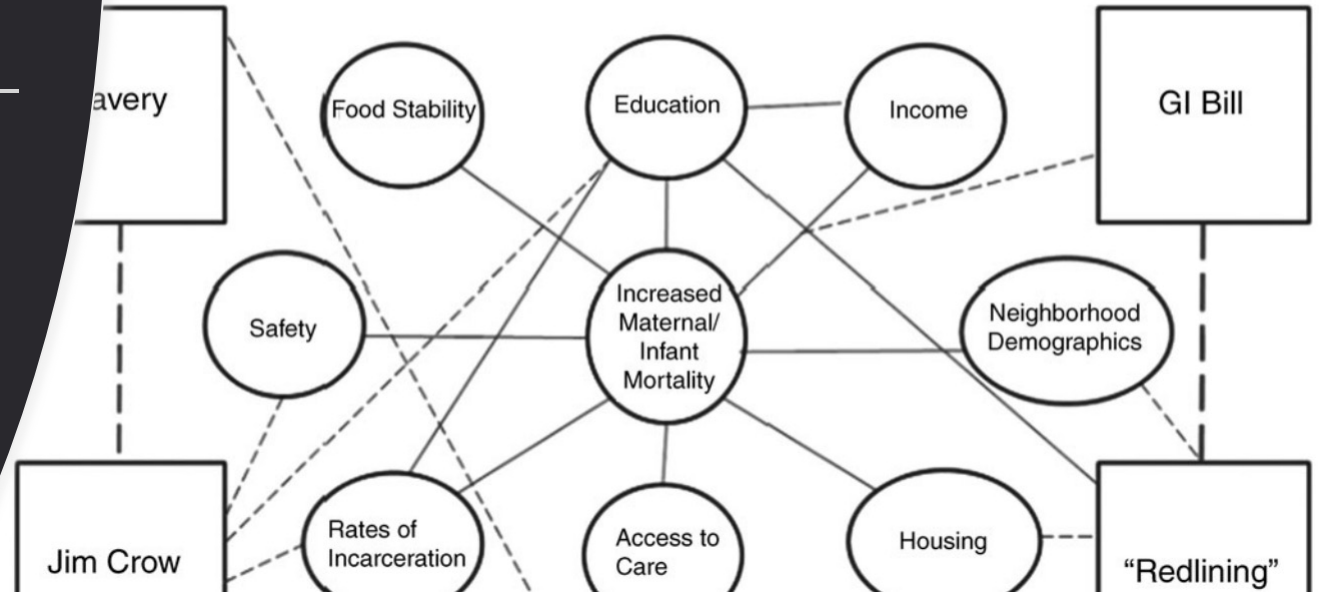 avery
Food Stability
Education
Income
GI Bill
Safety
Increased
Maternal/
Infant
Mortality
Neighborhood
Demographics
Jim Crow
Rates of
Incarceration
Access to
Care
Housing
“Redlining”